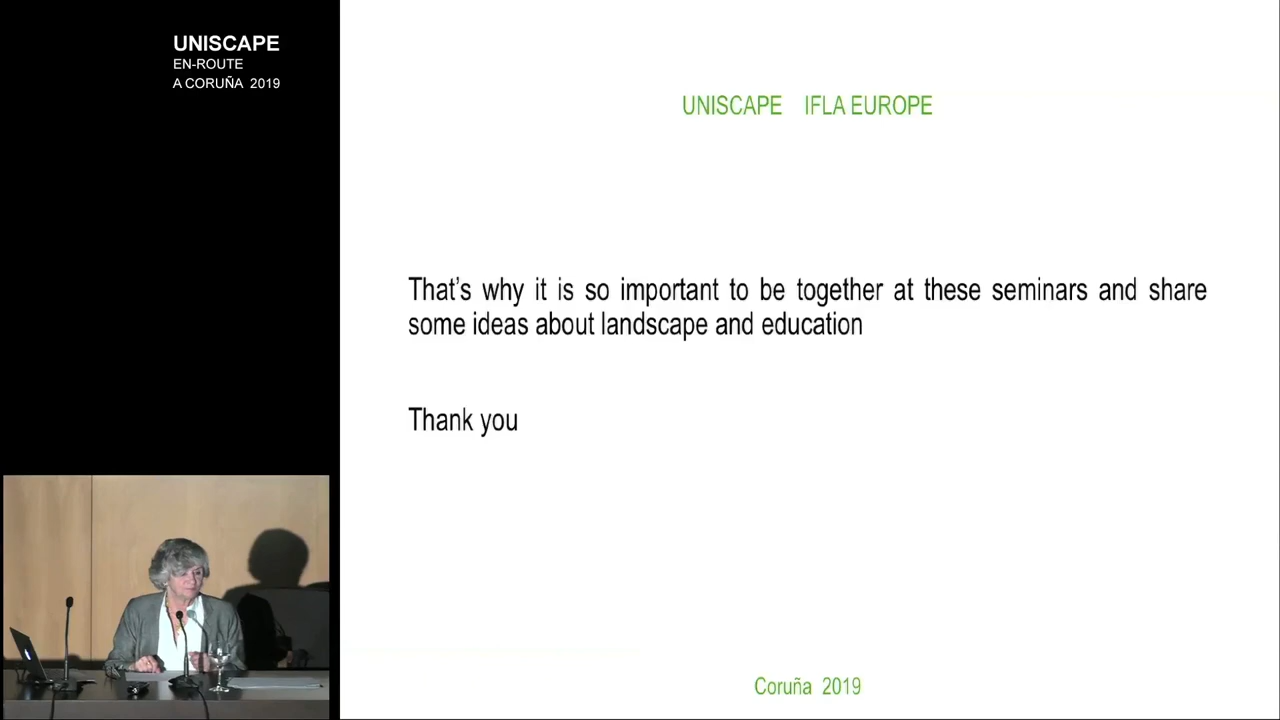 UNISCAPE
EN-ROUTE
A CORUÑA 2019
UNISCAPE IFLA EUROPE
That's why it is so important to be together at these seminars and share
some ideas about landscape and education
Thank you
Coruña 2019